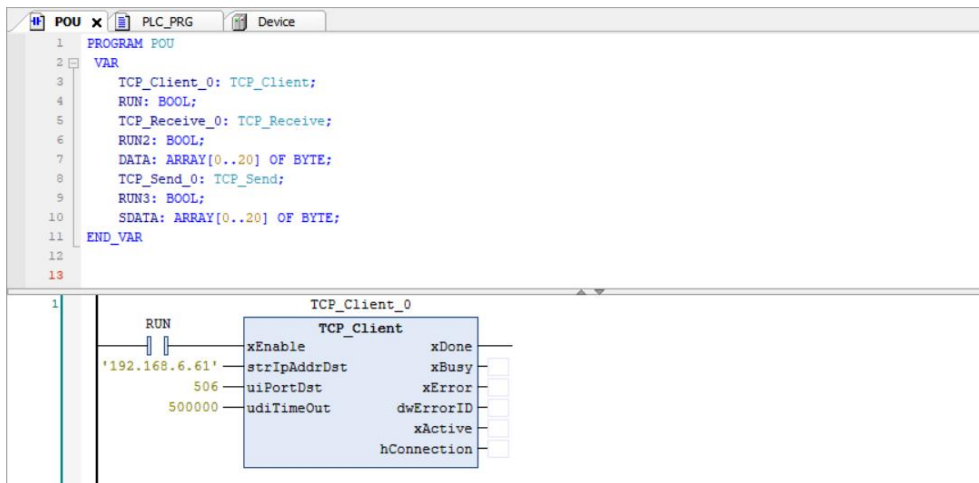 POU PLC_PRG Device
1 PROGRAM POU
2 VAR
3 TCP_Client_0: TCP_Client;
4 RUN: BOOL;
5 TCP_Receive_0: TCP_Receive;
6 RUN2: BOOL;
7 DATA: ARRAY[0..20] OF BYTE;
8 TCP_Send_0: TCP_Send;
9 RUN3: BOOL;
10 SDATA: ARRAY[0..20] OF BYTE;
11 END_VAR
12
13
1 TCP_Client_0
RUN TCP_Client
xEnable xDone
'192.168.6.61' strIpAddrDst xBusy
506 uiPortDst xError
500000 udiTimeOut dwErrorID
xActive
hConnection